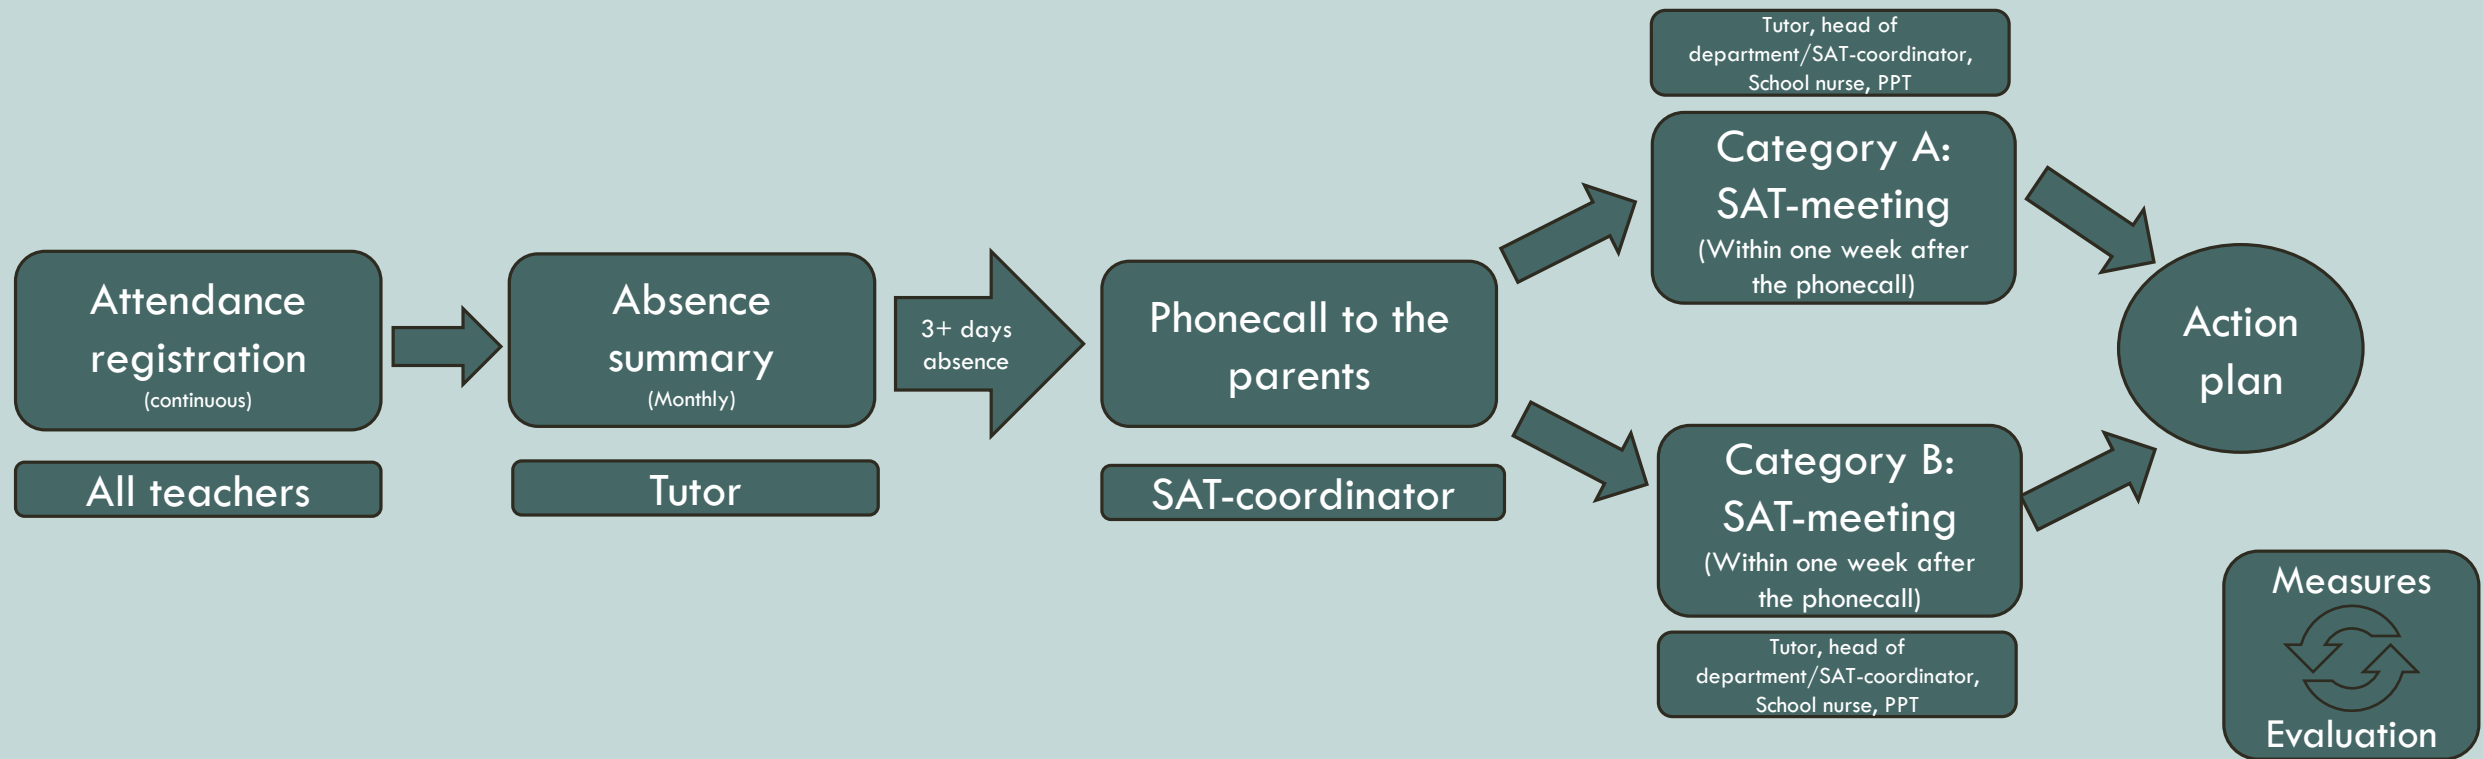 Attendance
registration
(continuous)
All teachers
Absence
summary
(Monthly)
Tutor
3+ days
absence
Phonecall to the
parents
SAT-coordinator
Tutor, head of
department/SAT-coordinator,
School nurse, PPT
Category A:
SAT-meeting
(Within one week after
the phonecall)
Category B:
SAT-meeting
(Within one week after
the phonecall)
Tutor, head of
department/SAT-coordinator,
School nurse, PPT
Action
plan
Measures
Evaluation